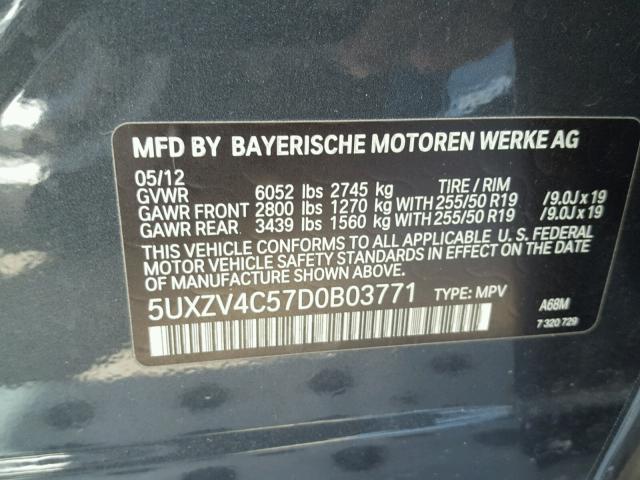 MFD BY BAYERISCHE MOTOREN WERKE AG
05/12
GVWR 6052 lbs 2745 kg TIRE / RIM
GAWR FRONT 2800 lbs 1270 kg WITH 255/50 R19 /9.0J x 19
GAWR REAR 3439 lbs 1560 kg WITH 255/50 R19 /9.0J x 19
THIS VEHICLE CONFORMS TO ALL APPLICABLE U. S. FEDERAL
MOTOR VEHICLE SAFETY STANDARDS IN EFFECT ON THE DATE
OF MANUFACTURE SHOWN ABOVE.
5UXZV4C57D0B03771 TYPE: MPV A68M
7 320 729